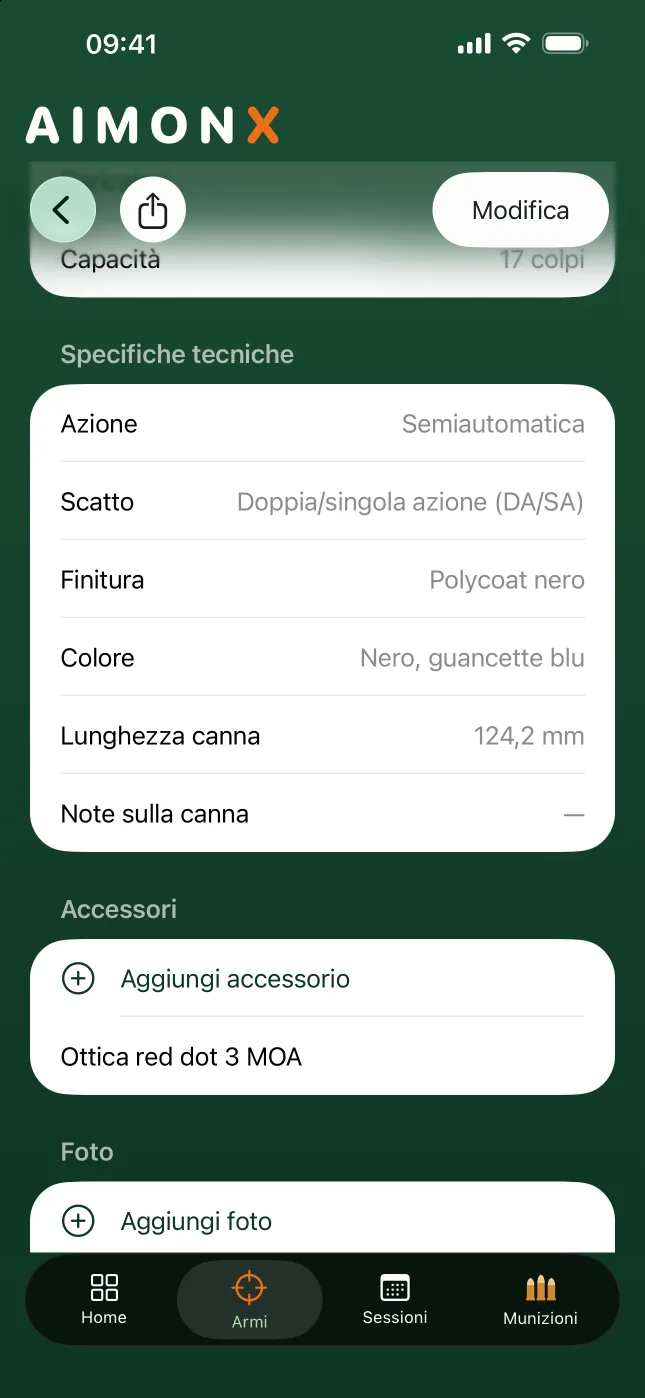 09:41
AIMONX
Modifica
Capacità 17 colpi
Specifiche tecniche
Azione Semiautomatica
Scatto Doppia/singola azione (DA/SA)
Finitura Polycoat nero
Colore Nero, guancette blu
Lunghezza canna 124,2 mm
Note sulla canna —
Accessori
Aggiungi accessorio
Ottica red dot 3 MOA
Foto
Aggiungi foto
Home Armi Sessioni Munizioni